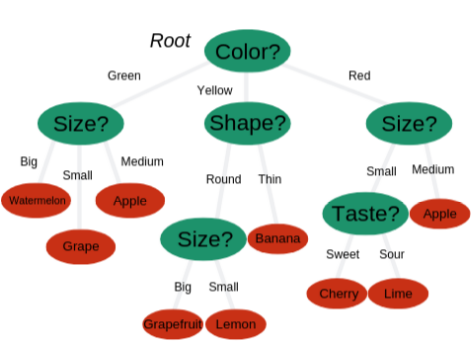 Root
Color?
Green
Yellow
Red
Size?
Shape?
Size?
Big
Small
Medium
Round
Thin
Small
Medium
Watermelon
Apple
Grape
Size?
Banana
Taste?
Apple
Big
Small
Sweet
Sour
Grapefruit
Lemon
Cherry
Lime